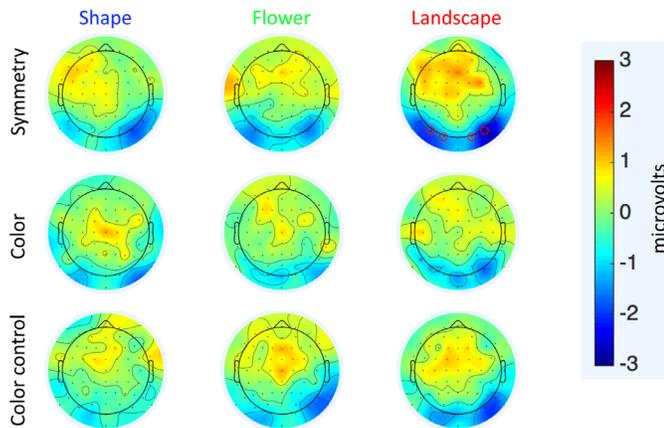 Shape Flower Landscape
Symmetry
Color
Color control
3
2
1
0
-1
-2
-3
microvolts